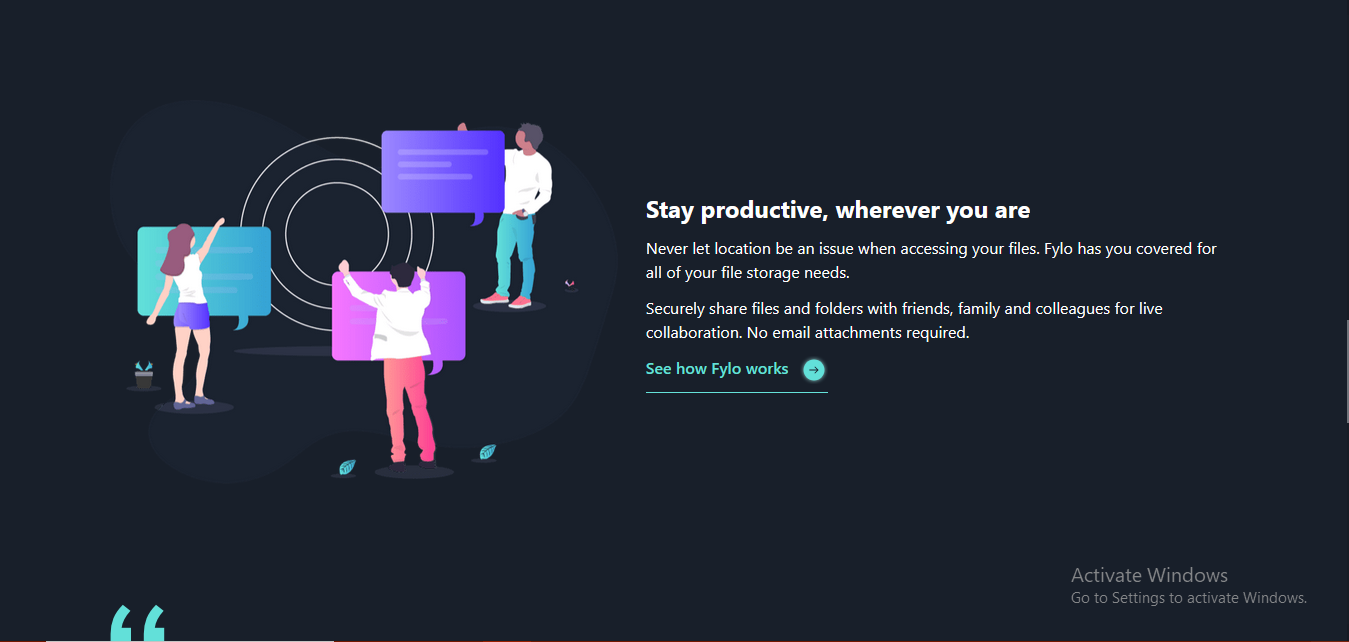 Stay productive, wherever you are
Never let location be an issue when accessing your files. Fylo has you covered for
all of your file storage needs.
Securely share files and folders with friends, family and colleagues for live
collaboration. No email attachments required.
See how Fylo works
Activate Windows
Go to Settings to activate Windows.
“